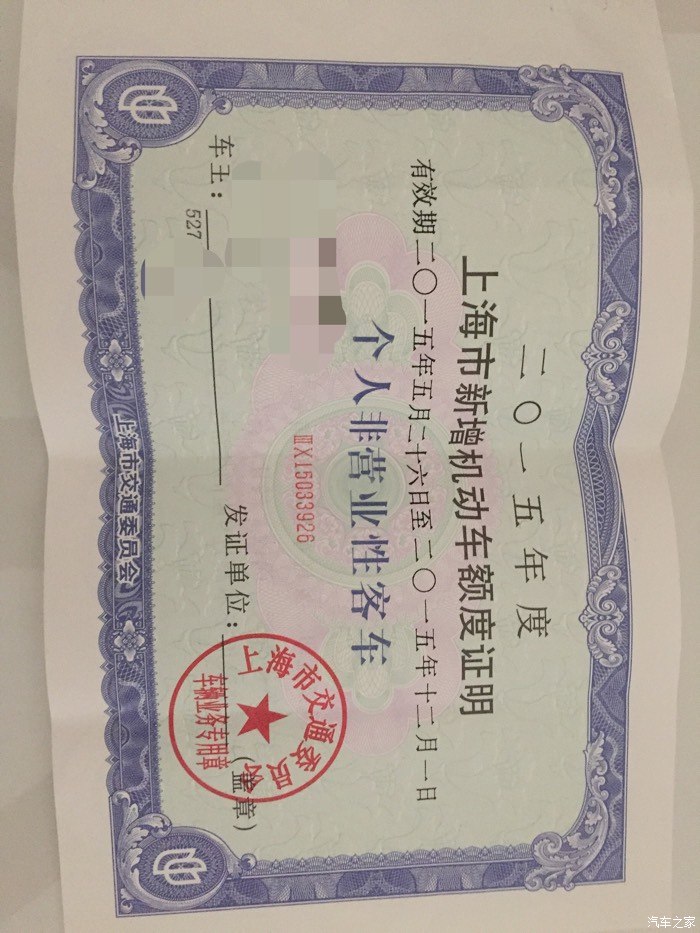 二〇一五年度
上海市新增机动车额度证明
有效期二〇一五年五月二十六日至二〇一五年十二月一日
个人非营业性客车
ⅢX15033926
车主：
527
发证单位：
（盖章）
上海市交通委员会
车辆业务专用章
上海市交通委员会
汽车之家